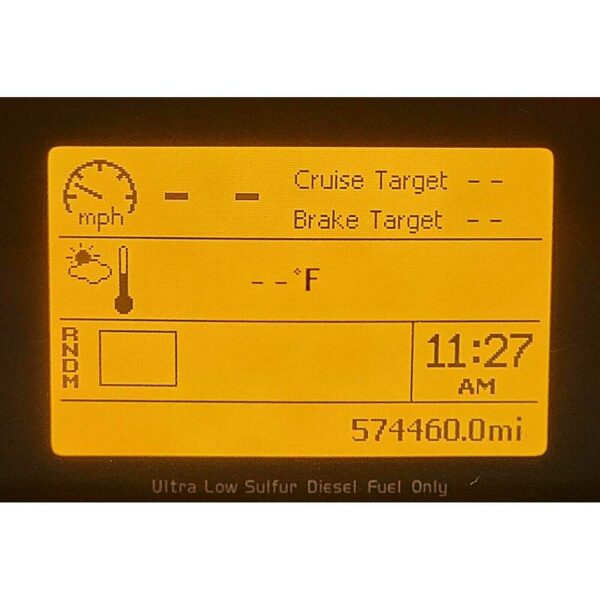 mph
- -
Cruise Target - -
Brake Target - -
- -°F
RNDM
11:27
AM
574460.0mi
Ultra Low Sulfur Diesel Fuel Only